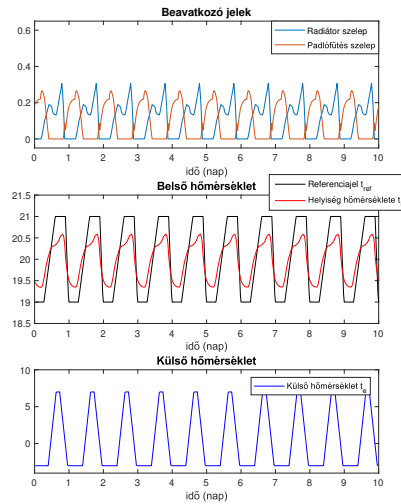 Beavatkozó jelek
0.6
0.4
0.2
0
Radiátor szelep
Padlófűtés szelep
0 1 2 3 4 5 6 7 8 9 10
idő (nap)
Belső hőmérséklet
21.5
21
20.5
20
19.5
19
18.5
Referenciajel t_ref
Helyiség hőmérséklete t_i
0 1 2 3 4 5 6 7 8 9 10
idő (nap)
Külső hőmérséklet
10
5
0
Külső hőmérséklet t_e
0 1 2 3 4 5 6 7 8 9 10
idő (nap)